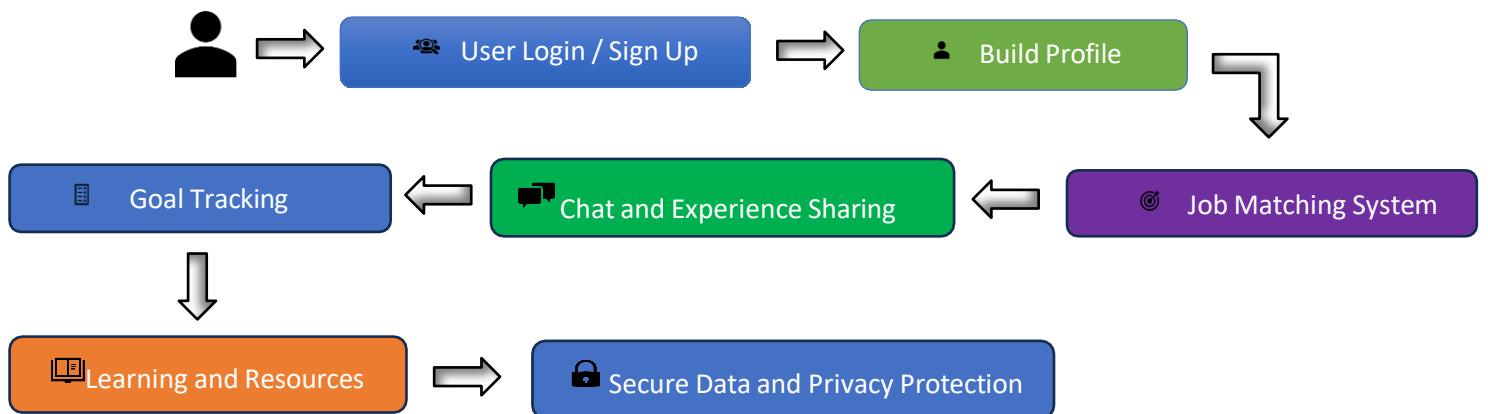 User Login / Sign Up
Build Profile
Job Matching System
Chat and Experience Sharing
Goal Tracking
Learning and Resources
Secure Data and Privacy Protection